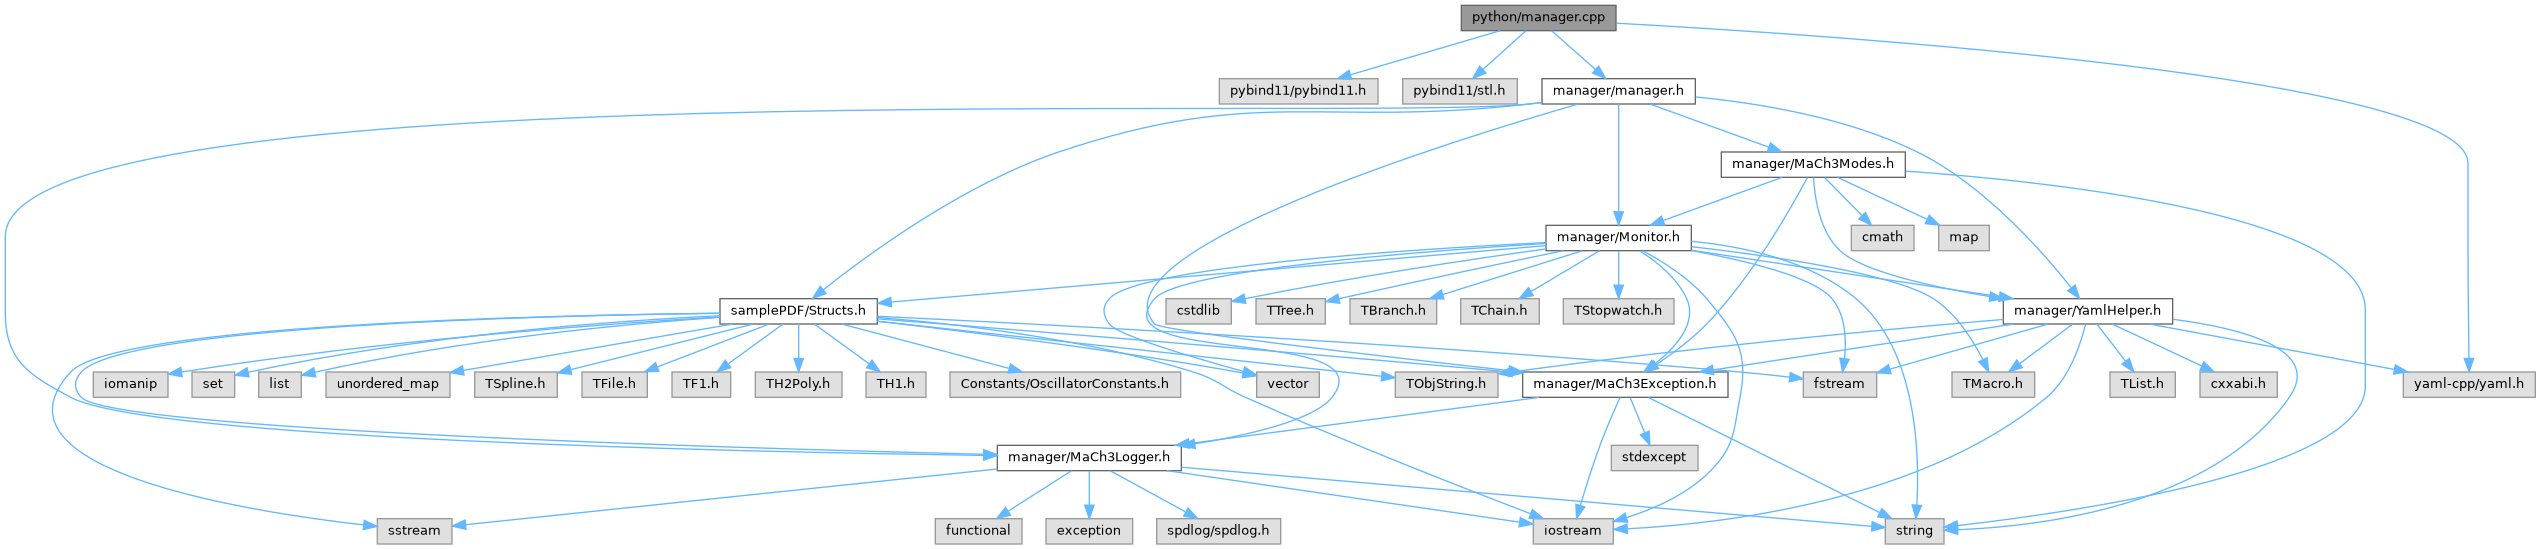 python/manager.cpp
pybind11/pybind11.h
pybind11/stl.h
manager/manager.h
manager/MaCh3Modes.h
manager/Monitor.h
cmath
map
samplePDF/Structs.h
cstdlib
TTree.h
TBranch.h
TChain.h
TStopwatch.h
manager/YamlHelper.h
iomanip
set
list
unordered_map
TSpline.h
TFile.h
TF1.h
TH2Poly.h
TH1.h
Constants/OscillatorConstants.h
vector
TObjString.h
manager/MaCh3Exception.h
fstream
TMacro.h
TList.h
cxxabi.h
yaml-cpp/yaml.h
manager/MaCh3Logger.h
stdexcept
sstream
functional
exception
spdlog/spdlog.h
iostream
string